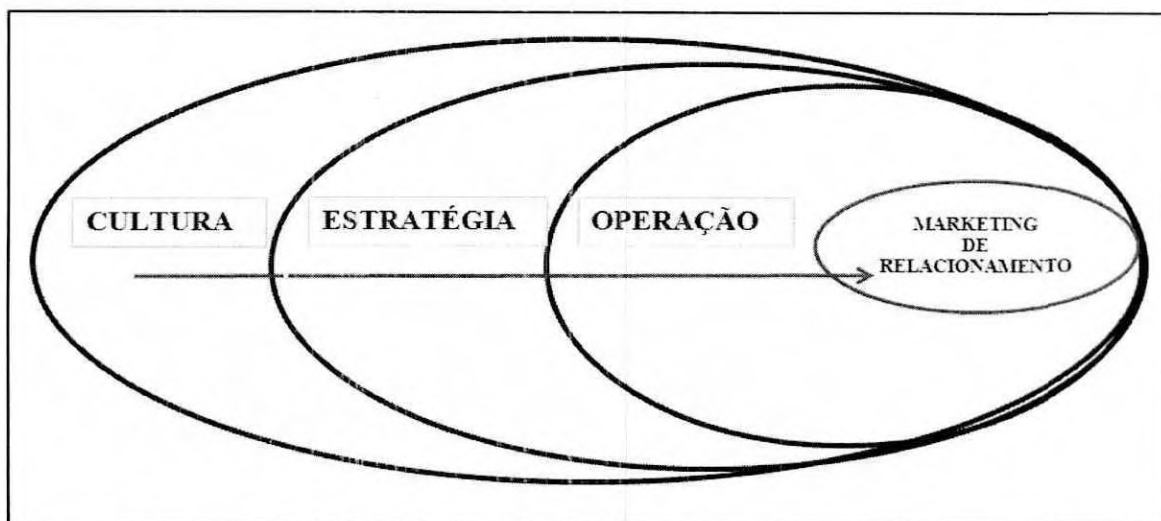 CULTURA
ESTRATÉGIA
OPERAÇÃO
MARKETING
DE
RELACIONAMENTO